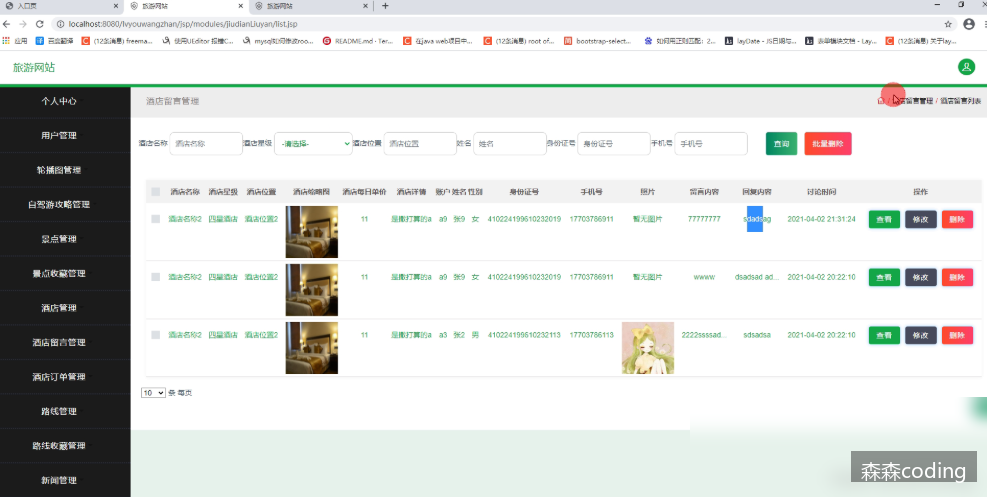 入口页 旅游网站 旅游网站
localhost:8080/lvyouwangzhan/jsp/modules/jiudianLiuyan/list.jsp
应用 百度翻译 (12条消息) freema... 使用UEditor 报错C... mysql如何修改roo... README.md · Ter... 在java web项目中... (12条消息) root of... bootstrap-select... 如何用正则匹配：2... layDate - JS日期与... 表单模块文档 - Lay... (12条消息) 关于lay...
旅游网站
个人中心
用户管理
轮播图管理
自驾游攻略管理
景点管理
景点收藏管理
酒店管理
酒店留言管理
酒店订单管理
路线管理
路线收藏管理
新闻管理
酒店留言管理
店留言管理 / 酒店留言列表
酒店名称 酒店名称 酒店星级 -请选择- 酒店位置 酒店位置 姓名 姓名 身份证号 身份证号 手机号 手机号 查询 批量删除
酒店名称 酒店星级 酒店位置 酒店缩略图 酒店每日单价 酒店详情 账户 姓名 性别 身份证号 手机号 照片 留言内容 回复内容 讨论时间 操作
酒店名称2 四星酒店 酒店位置2 11 是撒打算的a a9 张9 女 410224199610232019 17703786911 暂无图片 77777777 sdadsag 2021-04-02 21:31:24 查看 修改 删除
酒店名称2 四星酒店 酒店位置2 11 是撒打算的a a9 张9 女 410224199610232019 17703786911 暂无图片 wwww dsadsad ad... 2021-04-02 20:22:10 查看 修改 删除
酒店名称2 四星酒店 酒店位置2 11 是撒打算的a a3 张2 男 410224199610232113 17703786113 2222ssssad... sdsadsa 2021-04-02 20:22:10 查看 修改 删除
10 条 每页
森森coding